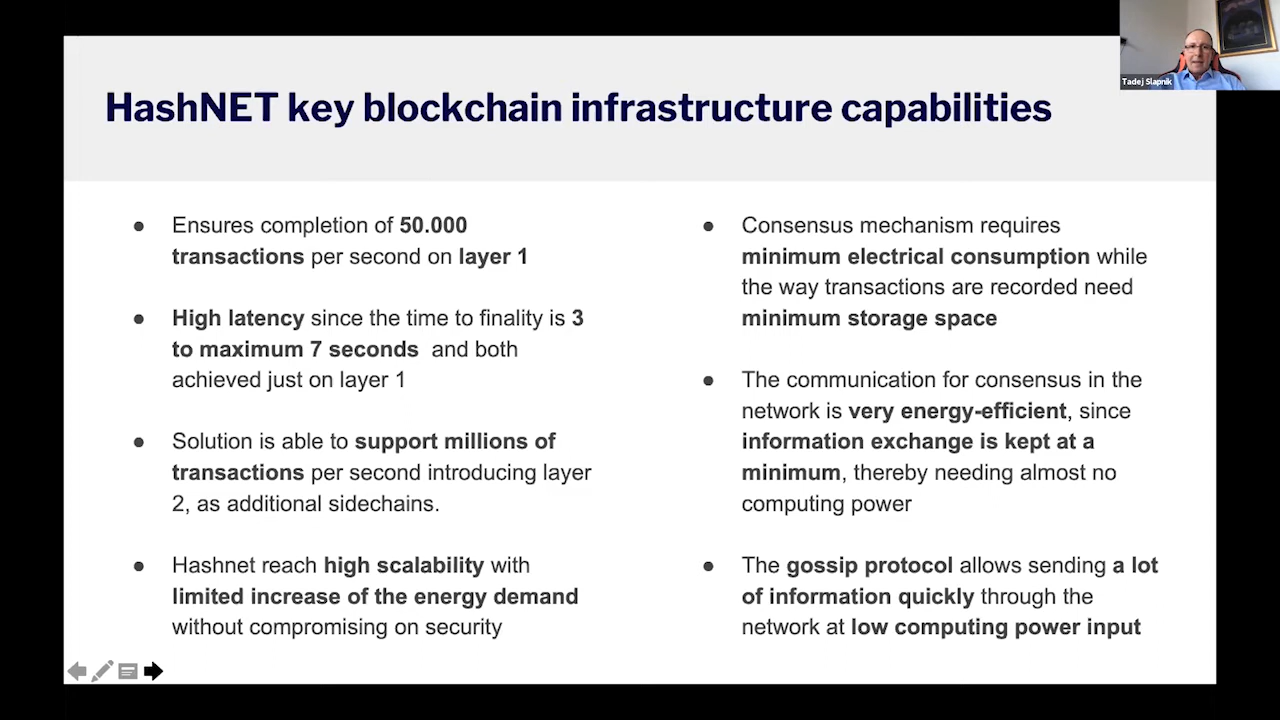 HashNET key blockchain infrastructure capabilities
Tadej Slapnik
● Ensures completion of 50.000
transactions per second on layer 1
● High latency since the time to finality is 3
to maximum 7 seconds and both
achieved just on layer 1
● Solution is able to support millions of
transactions per second introducing layer
2, as additional sidechains.
● Hashnet reach high scalability with
limited increase of the energy demand
without compromising on security
● Consensus mechanism requires
minimum electrical consumption while
the way transactions are recorded need
minimum storage space
● The communication for consensus in the
network is very energy-efficient, since
information exchange is kept at a
minimum, thereby needing almost no
computing power
● The gossip protocol allows sending a lot
of information quickly through the
network at low computing power input